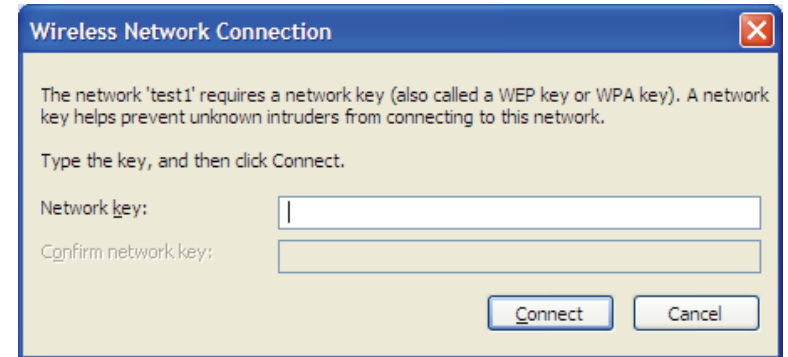 Wireless Network Connection
The network 'test1' requires a network key (also called a WEP key or WPA key). A network
key helps prevent unknown intruders from connecting to this network.
Type the key, and then click Connect.
Network key:
Confirm network key:
Connect Cancel